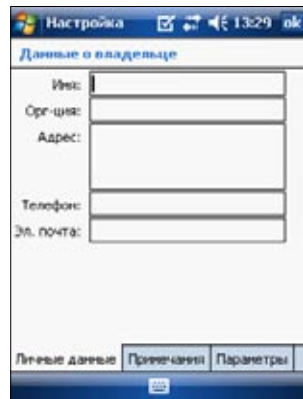 Настройка 13:29 ok
Данные о владельце
Имя:
Орг-ция:
Адрес:
Телефон:
Эл. почта:
Личные данные Примечания Параметры